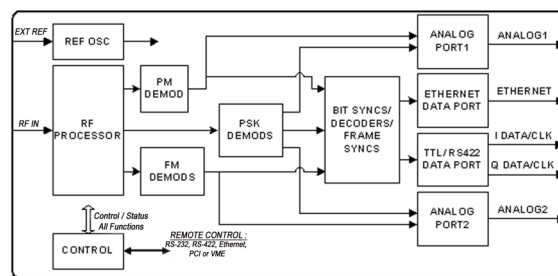 EXT REF
REF OSC
ANALOG
PORT1
ANALOG1
PM
DEMOD
RF IN
RF
PROCESSOR
PSK
DEMODS
BIT SYNCS/
DECODERS/
FRAME
SYNCS
ETHERNET
DATA PORT
ETHERNET
FM
DEMODS
TTL/RS422
DATA PORT
I DATA/CLK
Q DATA/CLK
Control / Status
All Functions
ANALOG
PORT2
ANALOG2
CONTROL
REMOTE CONTROL :
RS-232, RS-422, Ethernet,
PCI or VME